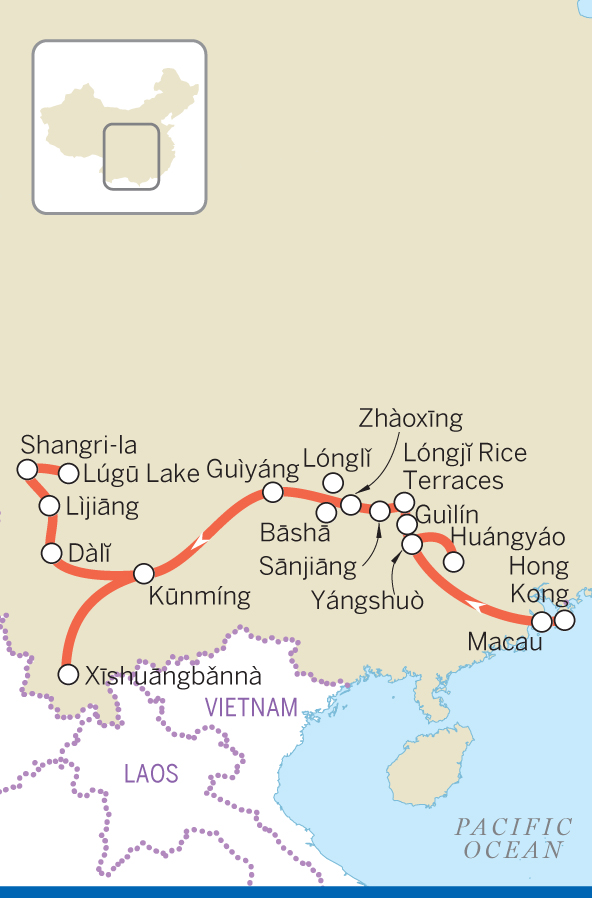 Zhàoxīng
Shangri-la
Lúgū Lake
Guìyáng
Lónglǐ
Lóngjǐ Rice
Terraces
Lìjiāng
Guìlín
Bāshā
Huángyáo
Dàlǐ
Sānjiāng
Hong
Kong
Kūnmíng
Yángshuò
Macau
Xīshuāngbǎnnà
VIETNAM
LAOS
PACIFIC
OCEAN